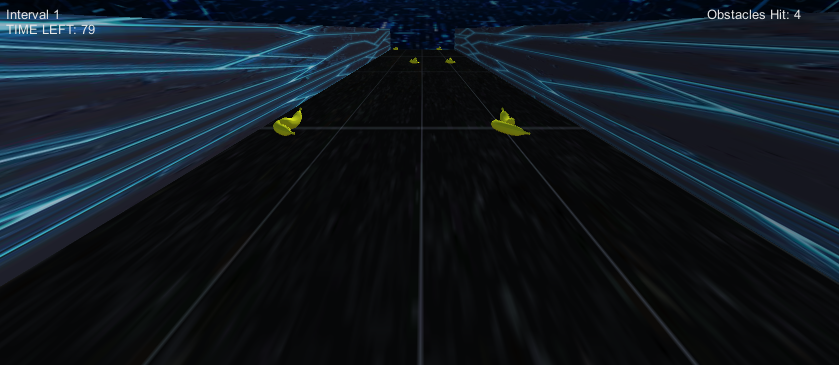 Interval 1
TIME LEFT: 79
Obstacles Hit: 4